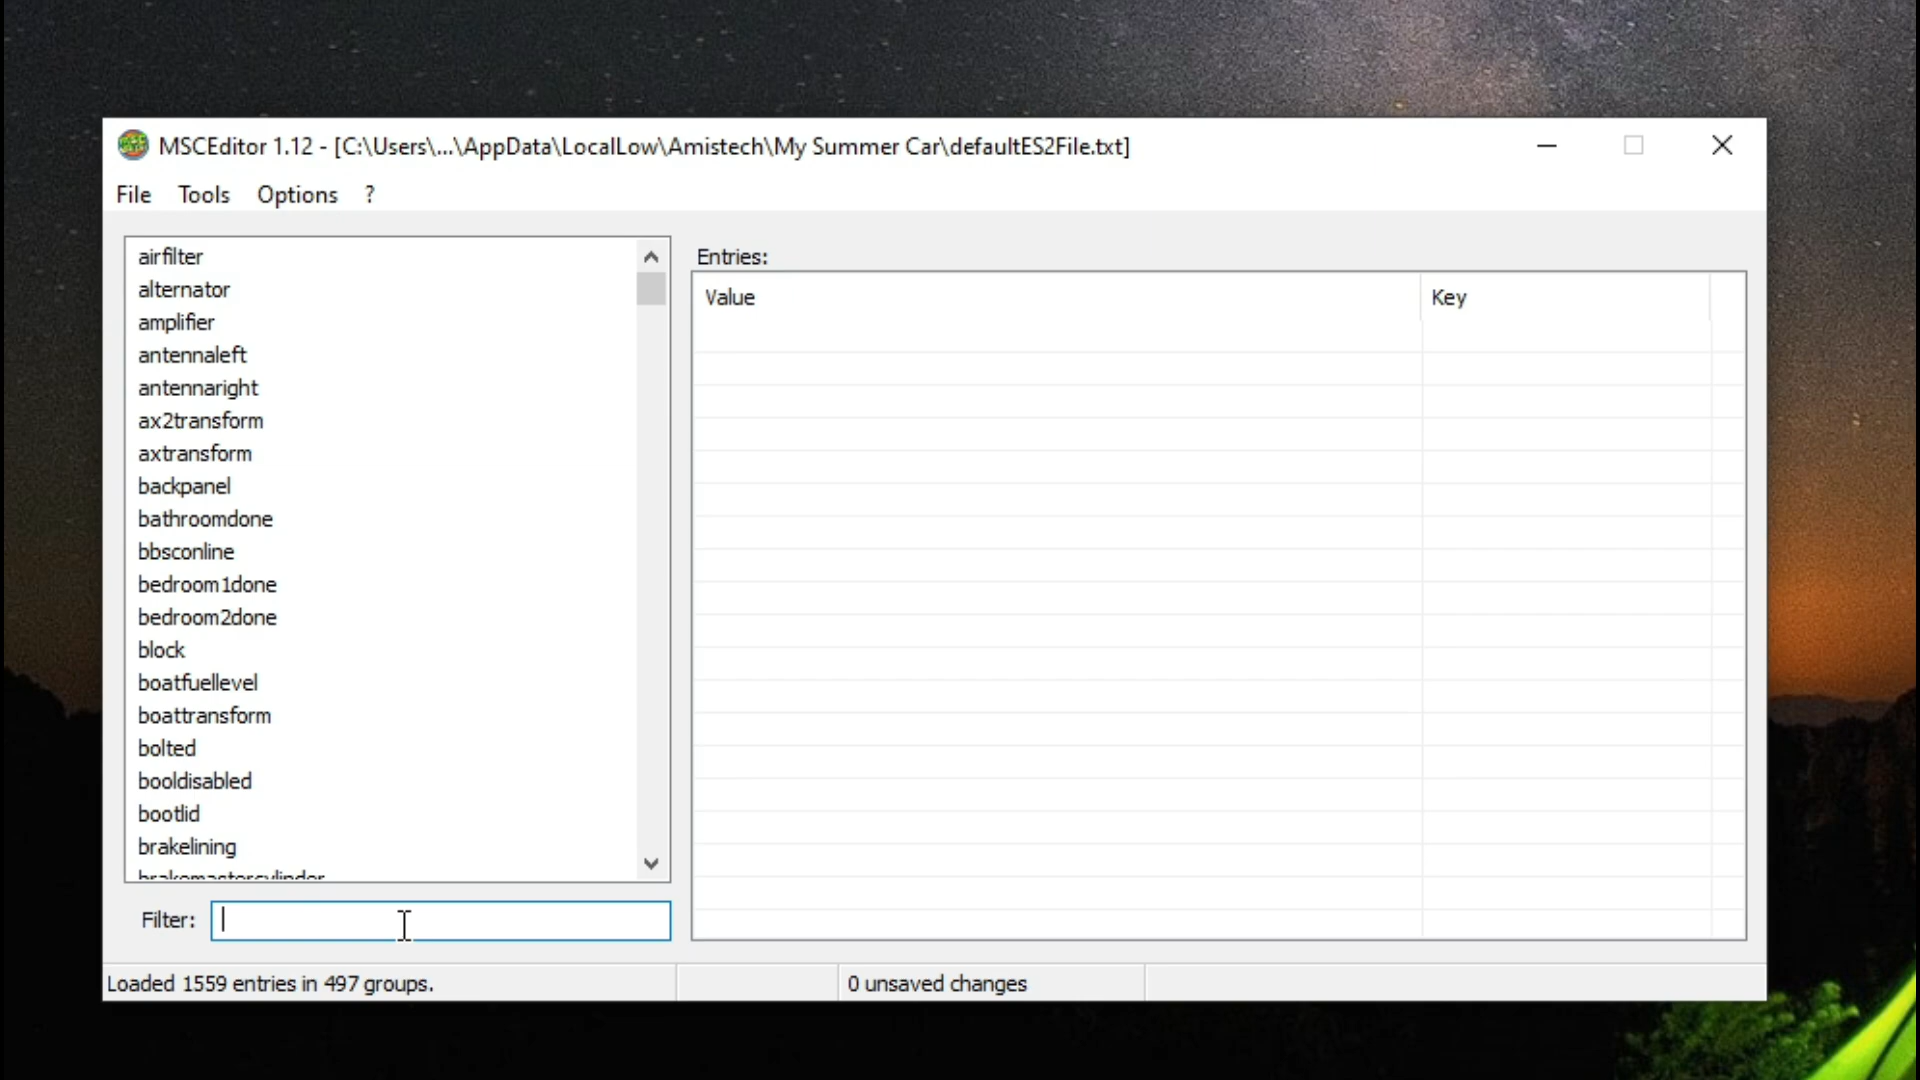 MSCEditor 1.12 - [C:\Users\...\AppData\LocalLow\Amistech\My Summer Car\defaultES2File.txt]
File Tools Options ?
airfilter
alternator
amplifier
antennaleft
antennaright
ax2transform
axtransform
backpanel
bathroomdone
bbsconline
bedroom1done
bedroom2done
block
boatfuellevel
boattransform
bolted
booldisabled
bootlid
brakelining
brakemastercylinder
Filter:
Entries:
Value Key
Loaded 1559 entries in 497 groups.
0 unsaved changes